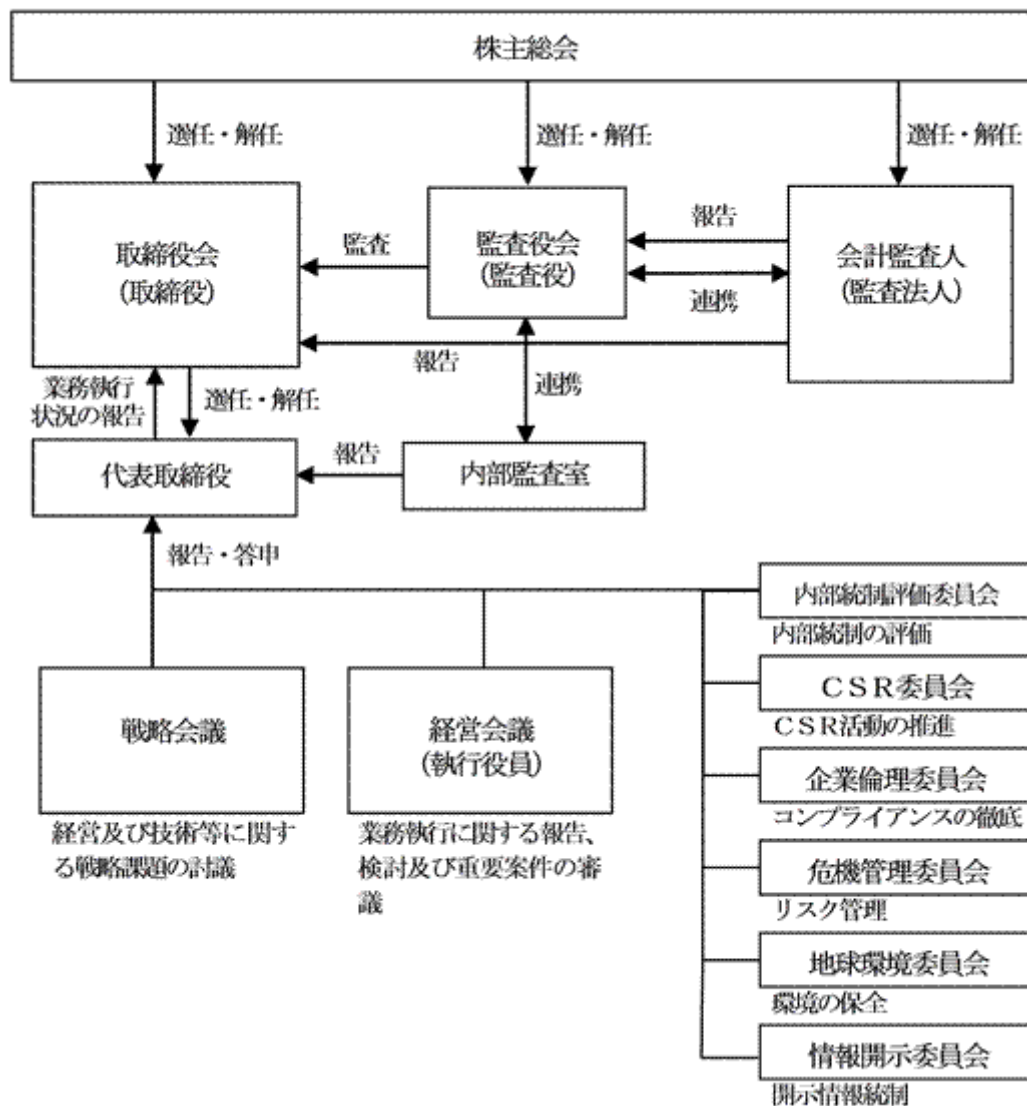 株主総会
選任・解任
選任・解任
選任・解任
取締役会
(取締役)
監査
監査役会
(監査役)
報告
連携
会計監査人
(監査法人)
報告
業務執行
状況の報告
選任・解任
連携
代表取締役
報告
内部監査室
報告・答申
内部統制評価委員会
内部統制の評価
CSR委員会
CSR活動の推進
戦略会議
経営会議
(執行役員)
企業倫理委員会
コンプライアンスの徹底
経営及び技術等に関す
る戦略課題の討議
業務執行に関する報告、
検討及び重要案件の審
議
危機管理委員会
リスク管理
地球環境委員会
環境の保全
情報開示委員会
開示情報統制